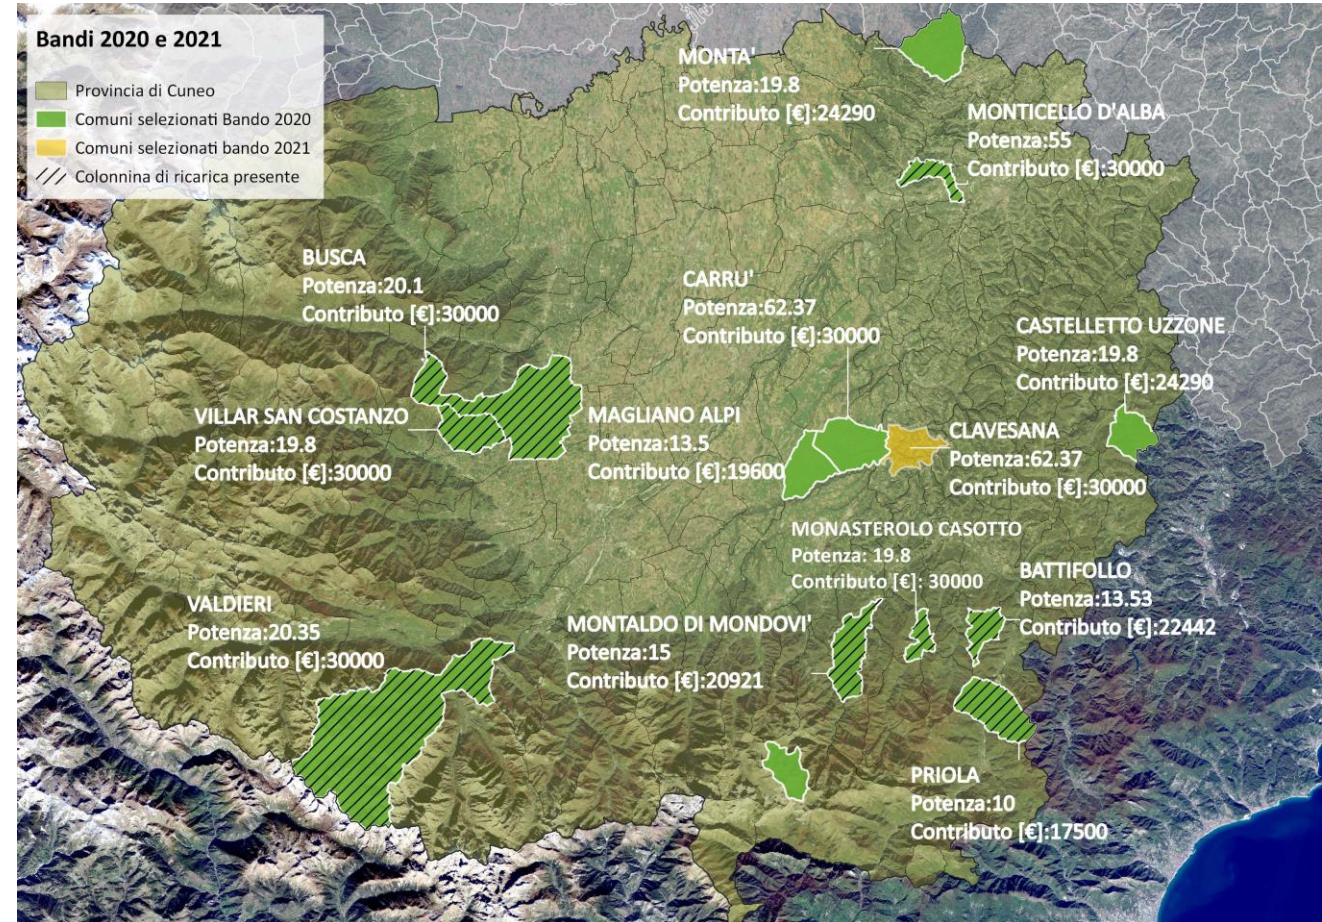 Bandi 2020 e 2021
Provincia di Cuneo
Comuni selezionati Bando 2020
Comuni selezionati bando 2021
Colonnina di ricarica presente
MONTA'
Potenza:19.8
Contributo [€]:24290
MONTICELLO D'ALBA
Potenza:55
Contributo [€]:30000
BUSCA
Potenza:20.1
Contributo [€]:30000
CARRU'
Potenza:62.37
Contributo [€]:30000
CASTELLETTO UZZONE
Potenza:19.8
Contributo [€]:24290
VILLAR SAN COSTANZO
Potenza:19.8
Contributo [€]:30000
MAGLIANO ALPI
Potenza:13.5
Contributo [€]:19600
CLAVESANA
Potenza:62.37
Contributo [€]:30000
MONASTEROLO CASOTTO
Potenza: 19.8
Contributo [€]: 30000
BATTIFOLLO
Potenza:13.53
Contributo [€]:22442
VALDIERI
Potenza:20.35
Contributo [€]:30000
MONTALDO DI MONDOVI'
Potenza:15
Contributo [€]:20921
PRIOLA
Potenza:10
Contributo [€]:17500